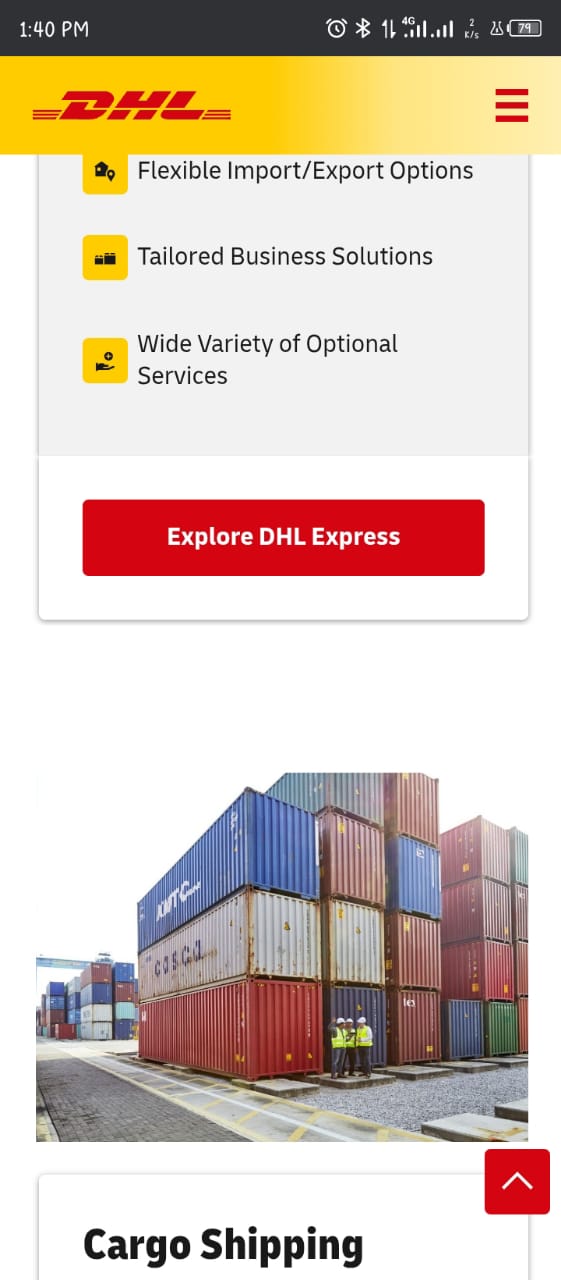 1:40 PM
4G
2
K/s
79
DHL
Flexible Import/Export Options
Tailored Business Solutions
Wide Variety of Optional
Services
Explore DHL Express
KMTC
COSCO
Cargo Shipping